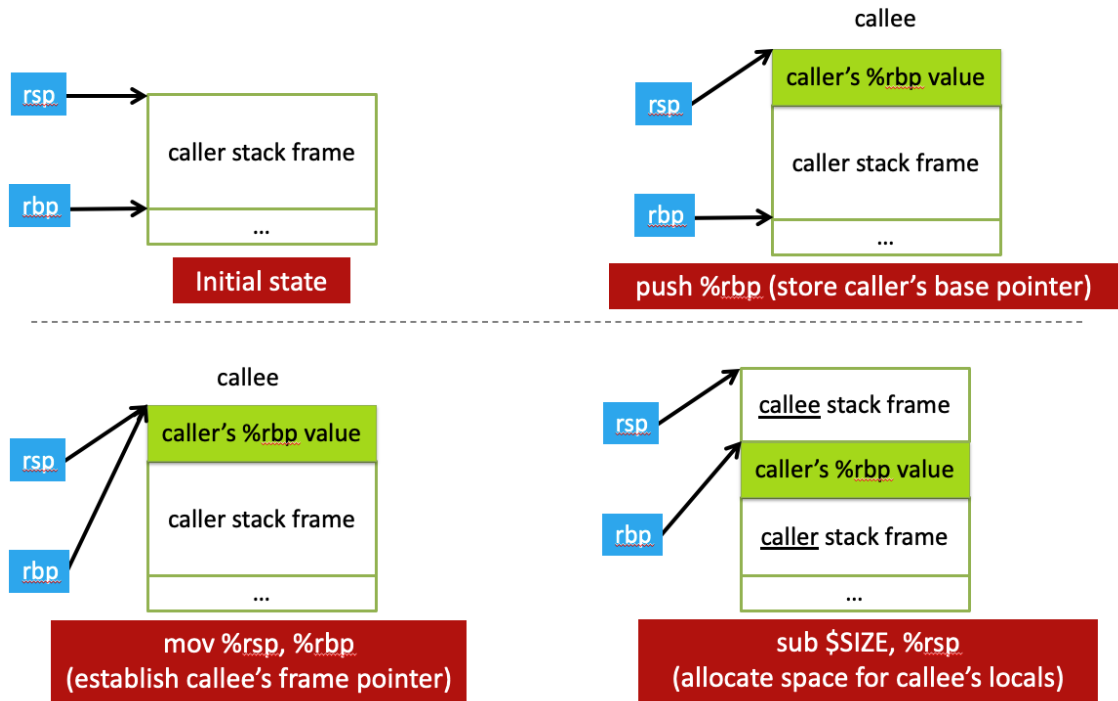 rsp
caller stack frame
rbp
...
Initial state
callee
caller's %rbp value
rsp
caller stack frame
rbp
...
push %rbp (store caller's base pointer)
callee
caller's %rbp value
rsp
caller stack frame
rbp
...
mov %rsp, %rbp
(establish callee's frame pointer)
callee stack frame
rsp
caller's %rbp value
rbp
caller stack frame
...
sub $SIZE, %rsp
(allocate space for callee's locals)